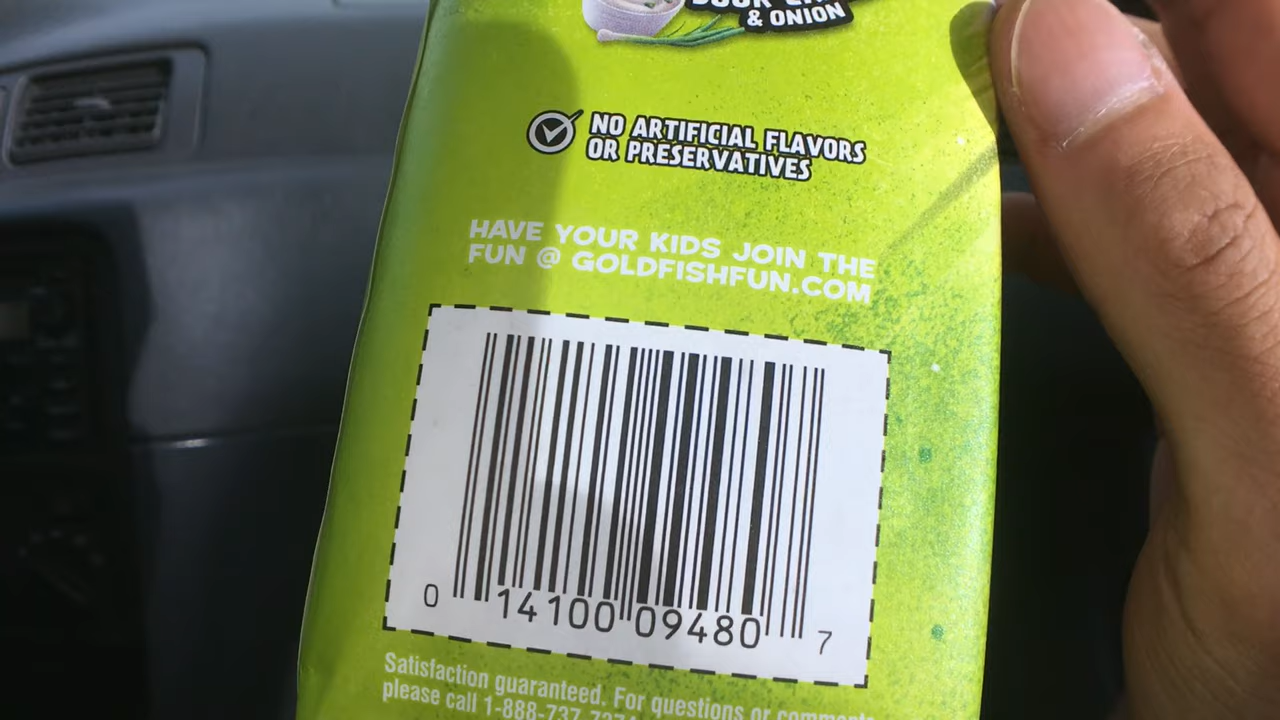 & ONION
NO ARTIFICIAL FLAVORS
OR PRESERVATIVES
HAVE YOUR KIDS JOIN THE
FUN @ GOLDFISHFUN.COM
0 14100 09480 7
Satisfaction guaranteed. For questions or comments
please call 1-888-737-7374